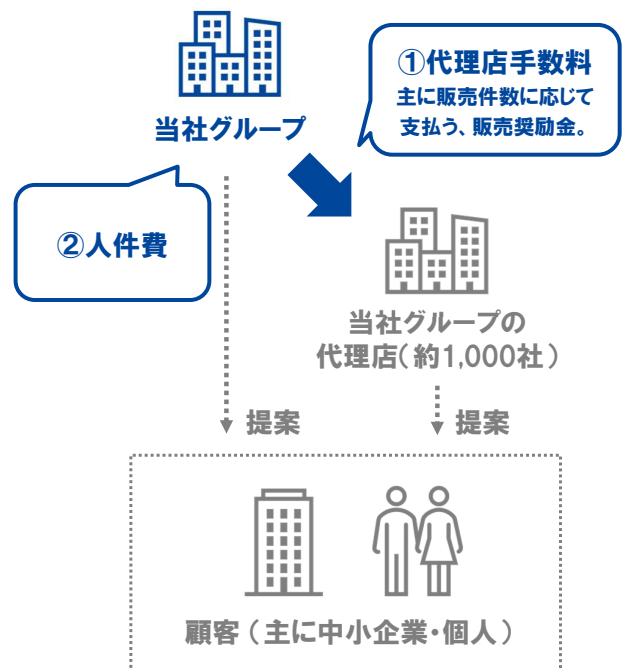 ①代理店手数料
主に販売件数に応じて
支払う、販売奨励金。
当社グループ
②人件費
当社グループの
代理店(約1,000社)
提案
提案
顧客(主に中小企業・個人)